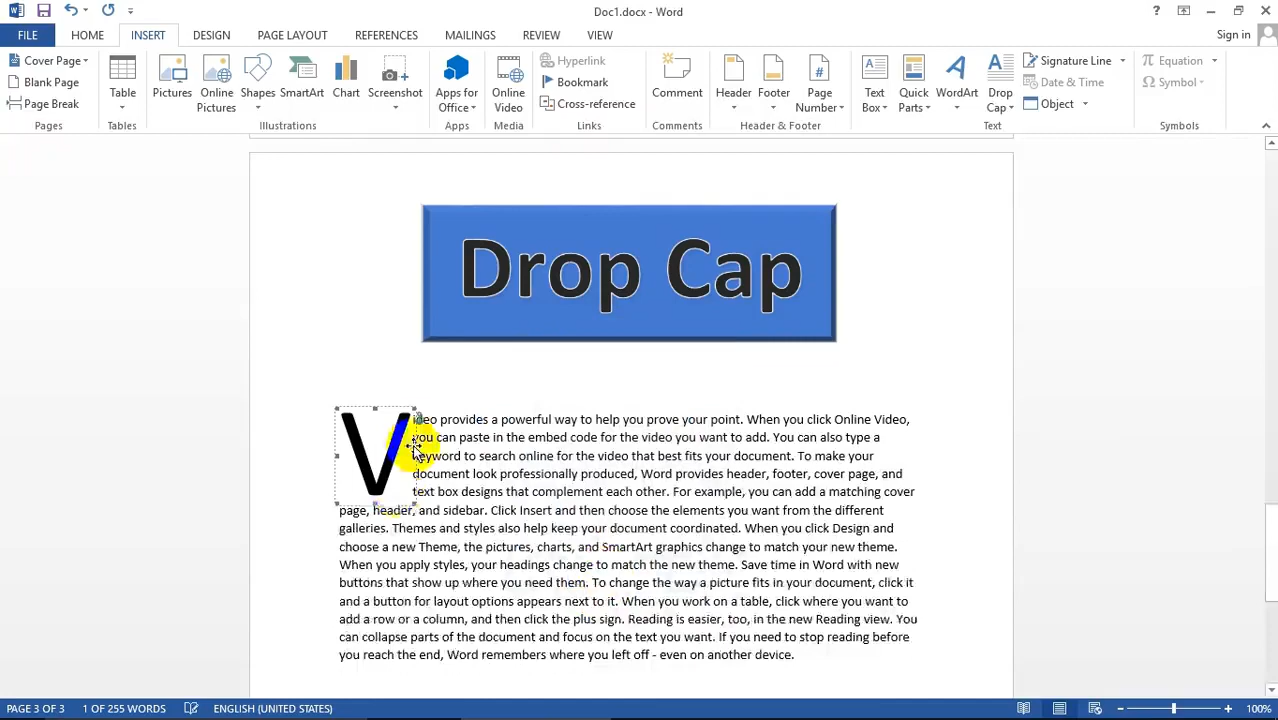 Doc1.docx - Word
?
FILE HOME INSERT DESIGN PAGE LAYOUT REFERENCES MAILINGS REVIEW VIEW Sign in
Cover Page
Blank Page
Page Break
Pages
Table
Tables
Pictures
Online Pictures
Shapes
SmartArt
Chart
Screenshot
Illustrations
Apps for Office
Apps
Online Video
Media
Hyperlink
Bookmark
Cross-reference
Links
Comment
Comments
Header
Footer
Page Number
Header & Footer
Text Box
Quick Parts
WordArt
Drop Cap
Signature Line
Date & Time
Object
Text
Equation
Symbol
Symbols
Drop Cap
Video provides a powerful way to help you prove your point. When you click Online Video,
you can paste in the embed code for the video you want to add. You can also type a
keyword to search online for the video that best fits your document. To make your
document look professionally produced, Word provides header, footer, cover page, and
text box designs that complement each other. For example, you can add a matching cover
page, header, and sidebar. Click Insert and then choose the elements you want from the different
galleries. Themes and styles also help keep your document coordinated. When you click Design and
choose a new Theme, the pictures, charts, and SmartArt graphics change to match your new theme.
When you apply styles, your headings change to match the new theme. Save time in Word with new
buttons that show up where you need them. To change the way a picture fits in your document, click it
and a button for layout options appears next to it. When you work on a table, click where you want to
add a row or a column, and then click the plus sign. Reading is easier, too, in the new Reading view. You
can collapse parts of the document and focus on the text you want. If you need to stop reading before
you reach the end, Word remembers where you left off - even on another device.
PAGE 3 OF 3 1 OF 255 WORDS ENGLISH (UNITED STATES) 100%